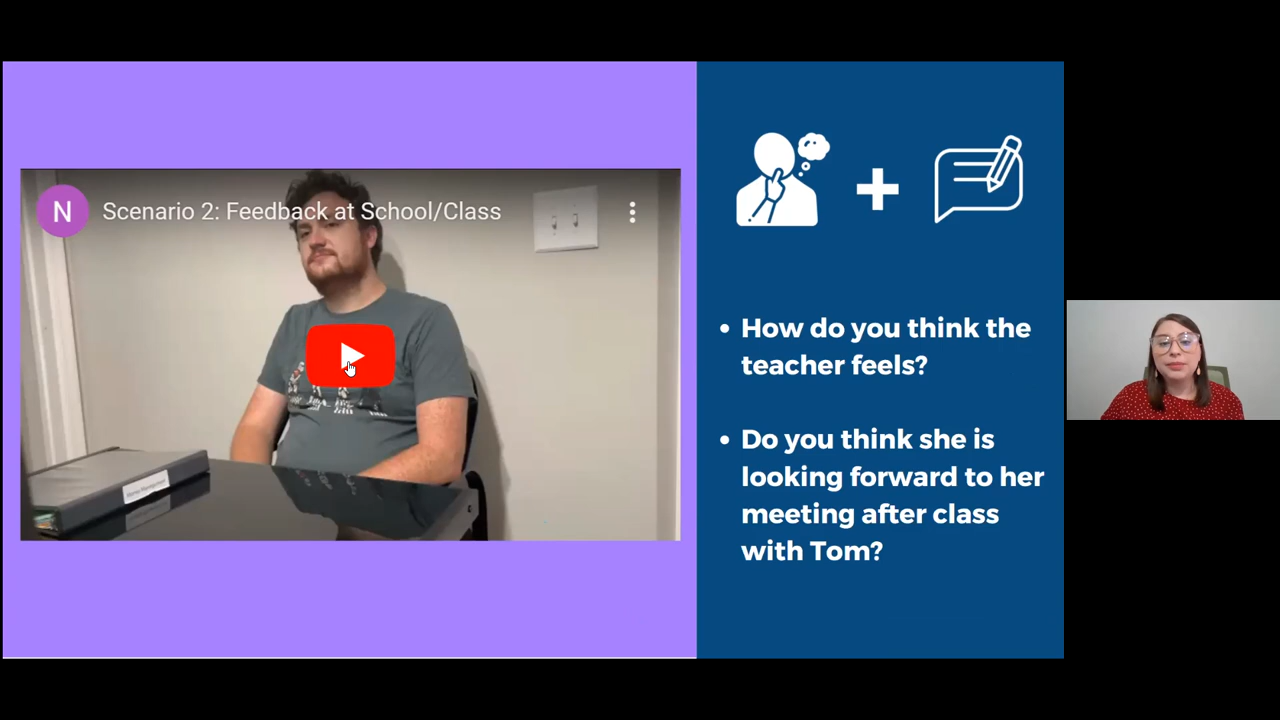 N
Scenario 2: Feedback at School/Class
• How do you think the
teacher feels?
• Do you think she is
looking forward to her
meeting after class
with Tom?